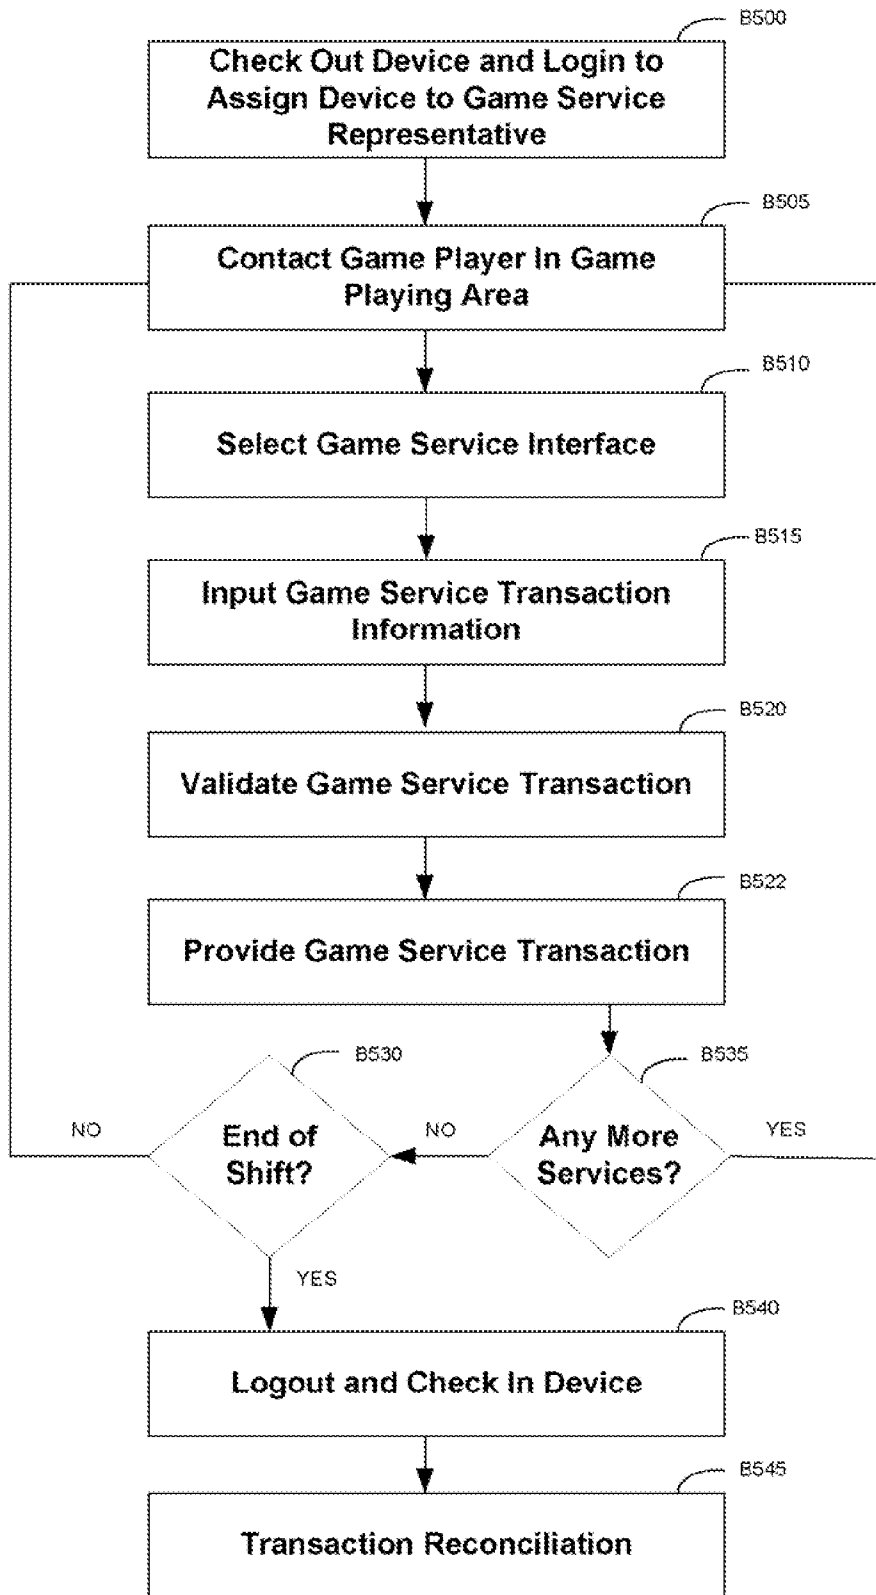 B500
Check Out Device and Login to
Assign Device to Game Service
Representative
B505
Contact Game Player In Game
Playing Area
B510
Select Game Service Interface
B515
Input Game Service Transaction
Information
B520
Validate Game Service Transaction
B522
Provide Game Service Transaction
B530
B535
NO
End of
Shift?
NO
Any More
Services?
YES
YES
B540
Logout and Check In Device
B545
Transaction Reconciliation